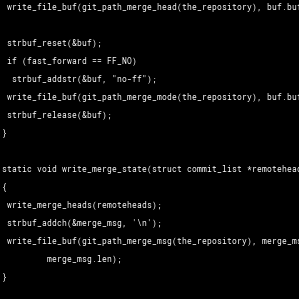 write_file_buf(git_path_merge_head(the_repository), buf.buf
strbuf_reset(&buf);
if (fast_forward == FF_NO)
strbuf_addstr(&buf, "no-ff");
write_file_buf(git_path_merge_mode(the_repository), buf.buf
strbuf_release(&buf);
}
static void write_merge_state(struct commit_list *remotehead
{
write_merge_heads(remoteheads);
strbuf_addch(&merge_msg, '\n');
write_file_buf(git_path_merge_msg(the_repository), merge_ms
merge_msg.len);
}